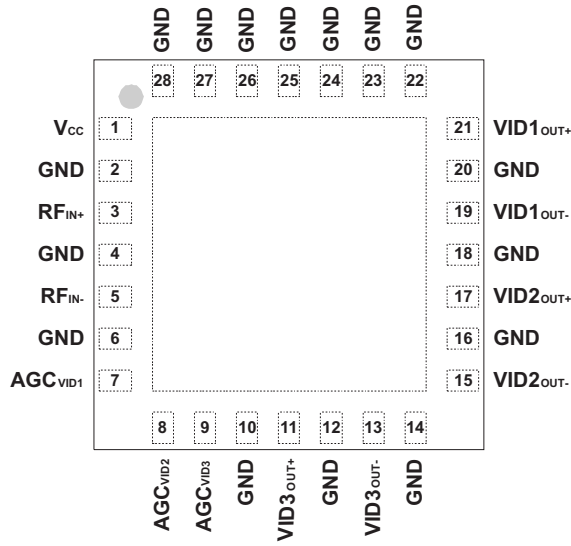 GND GND GND GND GND GND GND
28 27 26 25 24 23 22
VCC 1 21 VID1OUT+
GND 2 20 GND
RFIN+ 3 19 VID1OUT-
GND 4 18 GND
RFIN- 5 17 VID2OUT+
GND 6 16 GND
AGCVID1 7 15 VID2OUT-
8 9 10 11 12 13 14
AGCVID2 AGCVID3 GND VID3OUT+ GND VID3OUT- GND